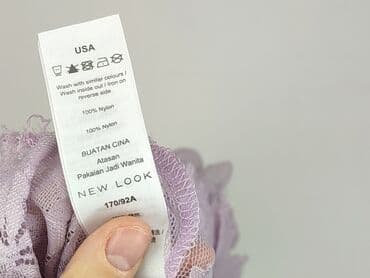 USA
Wash with similar colours /
Wash inside out / Iron on
reverse side
100% Nylon
100% Nylon
BUATAN CINA
Atasan
Pakaian Jadi Wanita
NEW LOOK
170/92A